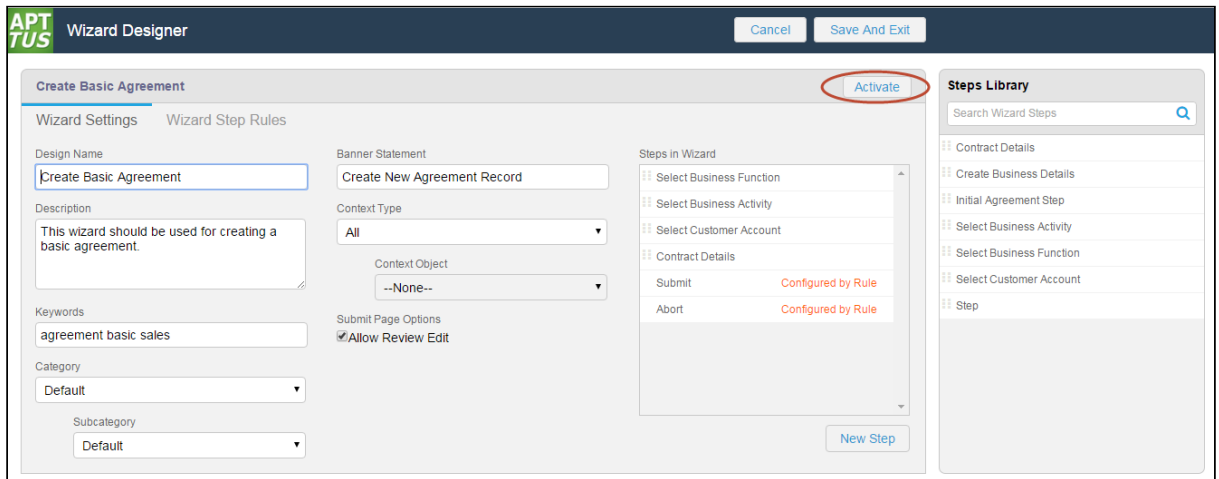 APT
TUS
Wizard Designer
Cancel
Save And Exit
Create Basic Agreement
Activate
Wizard Settings
Wizard Step Rules
Design Name
Create Basic Agreement
Description
This wizard should be used for creating a
basic agreement.
Keywords
agreement basic sales
Category
Default
Subcategory
Default
Banner Statement
Create New Agreement Record
Context Type
All
Context Object
--None--
Submit Page Options
Allow Review Edit
Steps in Wizard
Select Business Function
Select Business Activity
Select Customer Account
Contract Details
Submit Configured by Rule
Abort Configured by Rule
New Step
Steps Library
Search Wizard Steps
Contract Details
Create Business Details
Initial Agreement Step
Select Business Activity
Select Business Function
Select Customer Account
Step